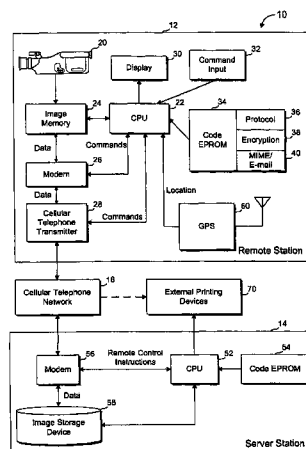 10
12
20
30
32
Display
Command
Input
24
22
34
36
Image
Memory
CPU
Code
EPROM
Protocol
38
Encryption
40
MIME/
E-mail
Data
Commands
26
Modem
Data
28
Location
Cellular
Telephone
Transmitter
Commands
60
GPS
Remote Station
16
70
Cellular Telephone
Network
External Printing
Devices
14
56
Remote Control
Instructions
52
54
Modem
CPU
Code EPROM
Data
58
Image Storage
Device
Server Station